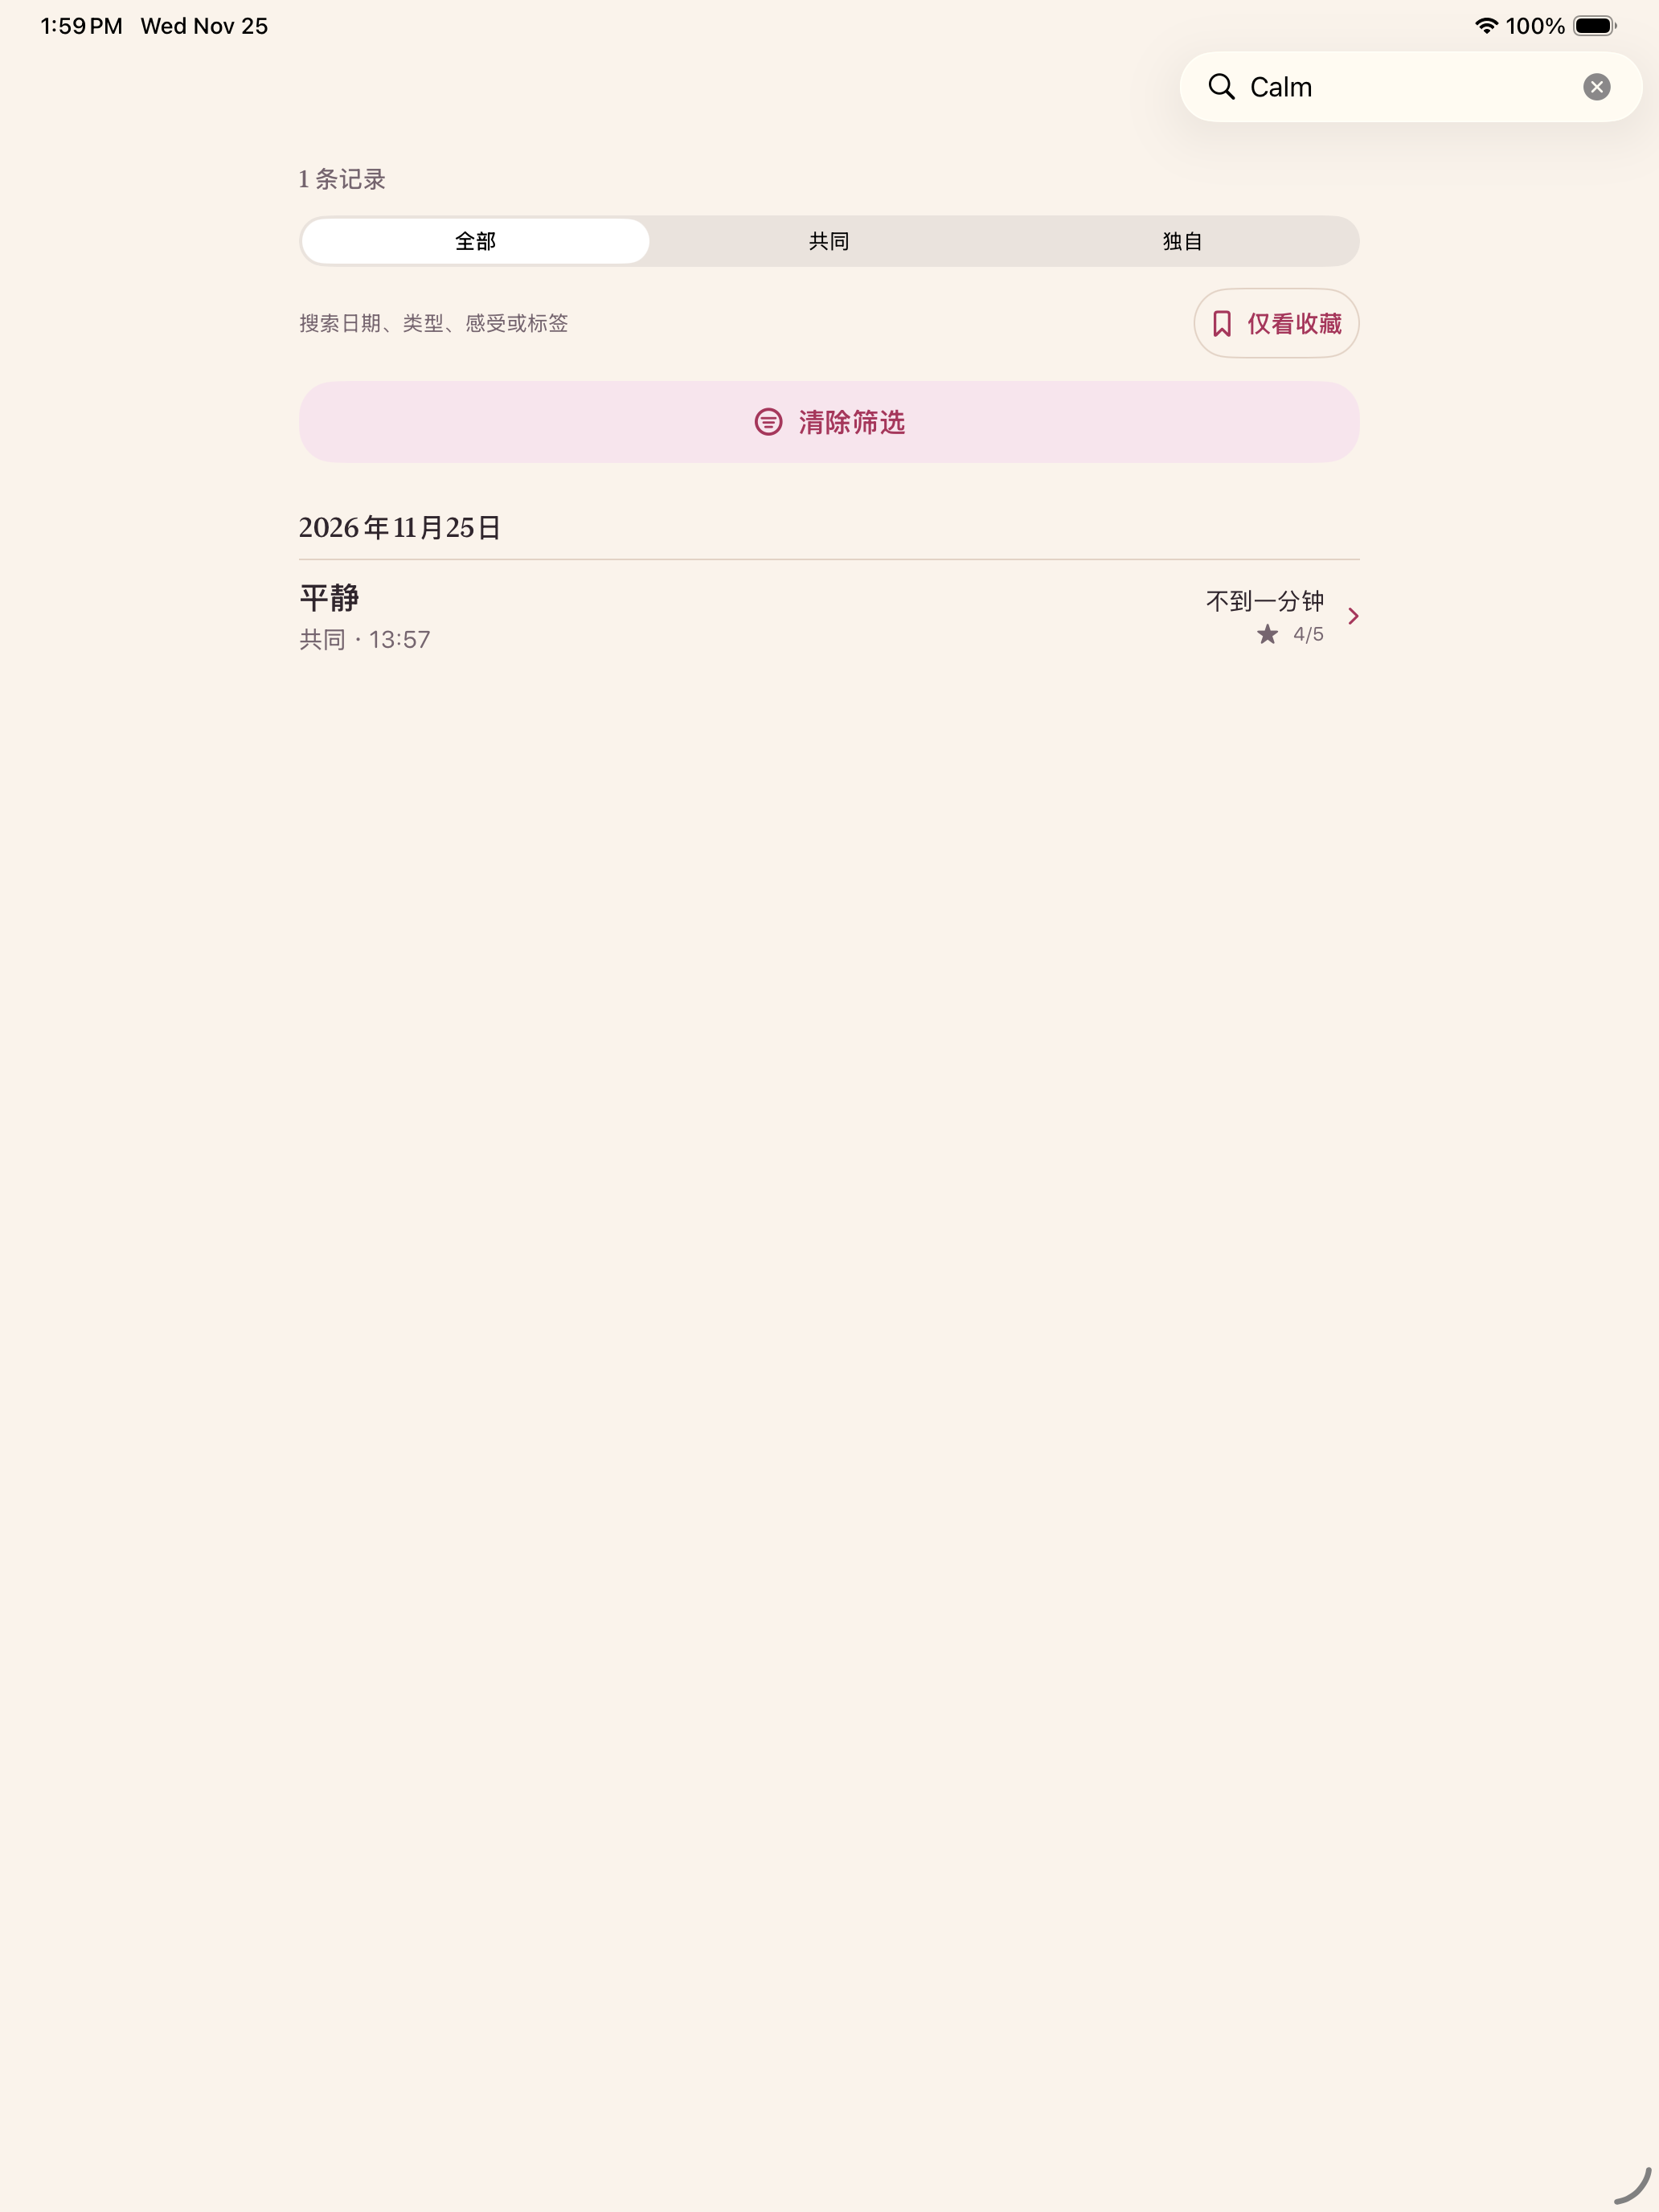 1:59 PM Wed Nov 25
100%
Calm
1 条记录
全部 共同 独自
搜索日期、类型、感受或标签
仅看收藏
清除筛选
2026年11月25日
平静
不到一分钟
共同 · 13:57
★ 4/5